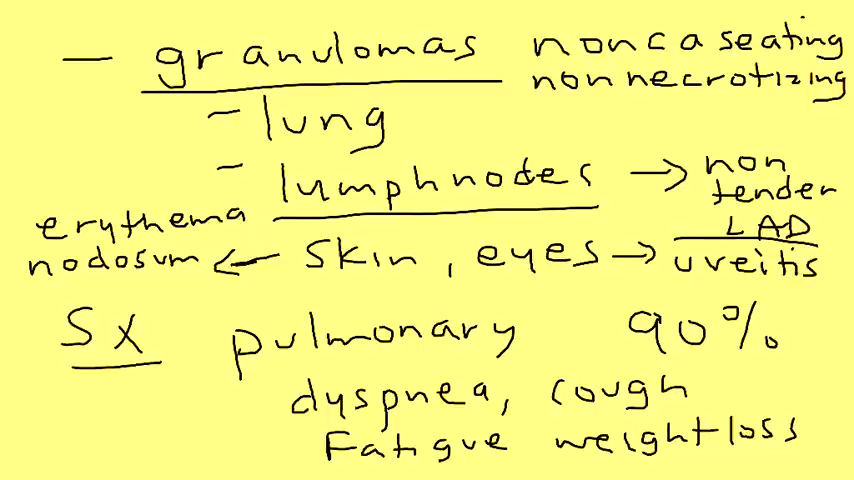 — granulomas noncaseating
nonnecrotizing
- lung
- lymphnodes → non
tender
LAD
erythema
nodosum ← skin, eyes → uveitis
Sx pulmonary 90%
dyspnea, cough
Fatigue weightloss